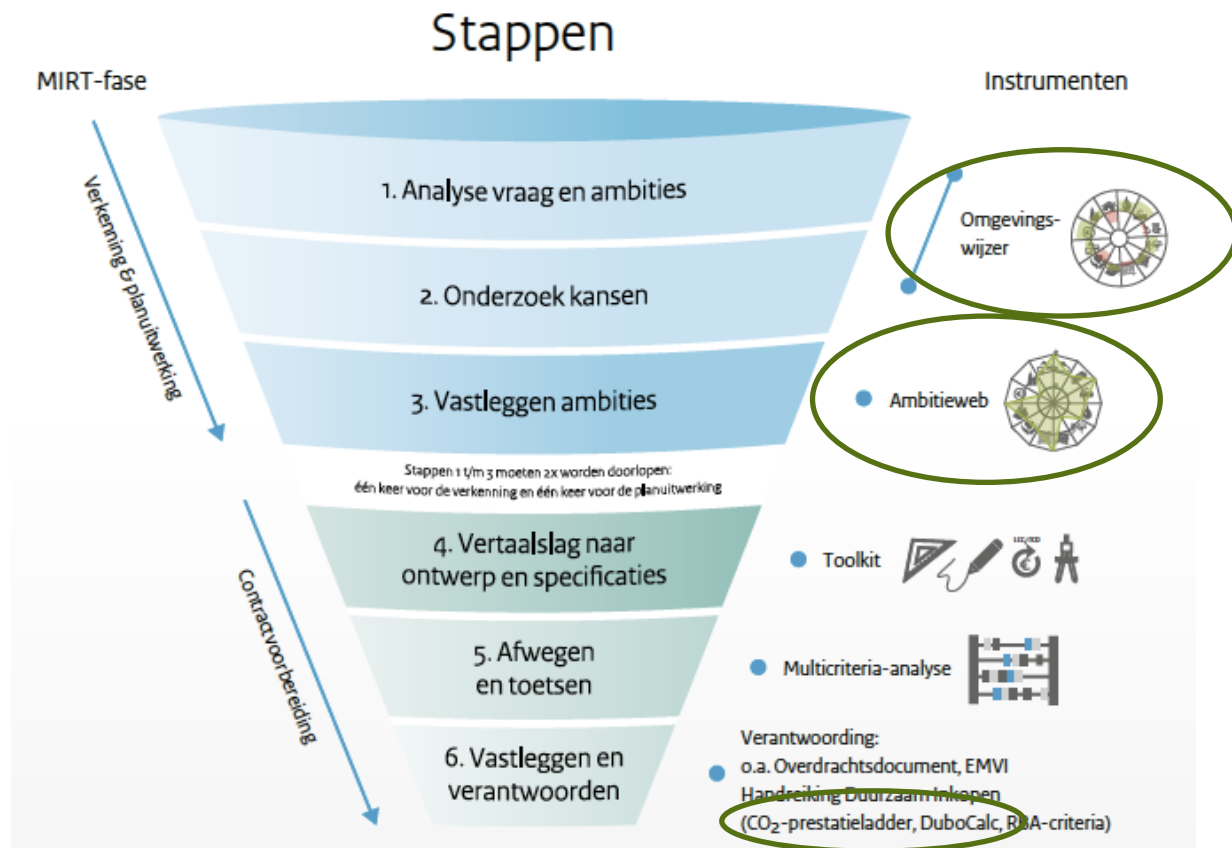 Stappen
MIRT-fase
Instrumenten
Verkenning & planuitwerking
1. Analyse vraag en ambities
Omgevings-
wijzer
2. Onderzoek kansen
3. Vastleggen ambities
Ambitieweb
Stappen 1 t/m 3 moeten 2x worden doorlopen:
één keer voor de verkenning en één keer voor de planuitwerking
Contractvoorbereiding
4. Vertaalslag naar
ontwerp en specificaties
Toolkit
5. Afwegen
en toetsen
Multicriteria-analyse
6. Vastleggen en
verantwoorden
Verantwoording:
o.a. Overdrachtsdocument, EMVI
Handreiking Duurzaam Inkopen
(CO₂-prestatieladder, DuboCalc, RBA-criteria)